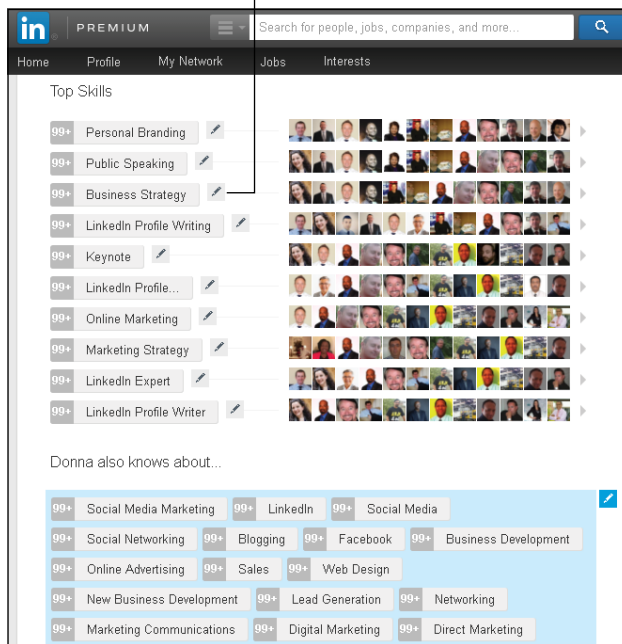 in PREMIUM Search for people, jobs, companies, and more...
Home Profile My Network Jobs Interests
Top Skills
99+ Personal Branding
99+ Public Speaking
99+ Business Strategy
99+ LinkedIn Profile Writing
99+ Keynote
99+ LinkedIn Profile...
99+ Online Marketing
99+ Marketing Strategy
99+ LinkedIn Expert
99+ LinkedIn Profile Writer
Donna also knows about...
99+ Social Media Marketing 99+ LinkedIn 99+ Social Media
99+ Social Networking 99+ Blogging 99+ Facebook 99+ Business Development
99+ Online Advertising 99+ Sales 99+ Web Design
99+ New Business Development 99+ Lead Generation 99+ Networking
99+ Marketing Communications 99+ Digital Marketing 99+ Direct Marketing